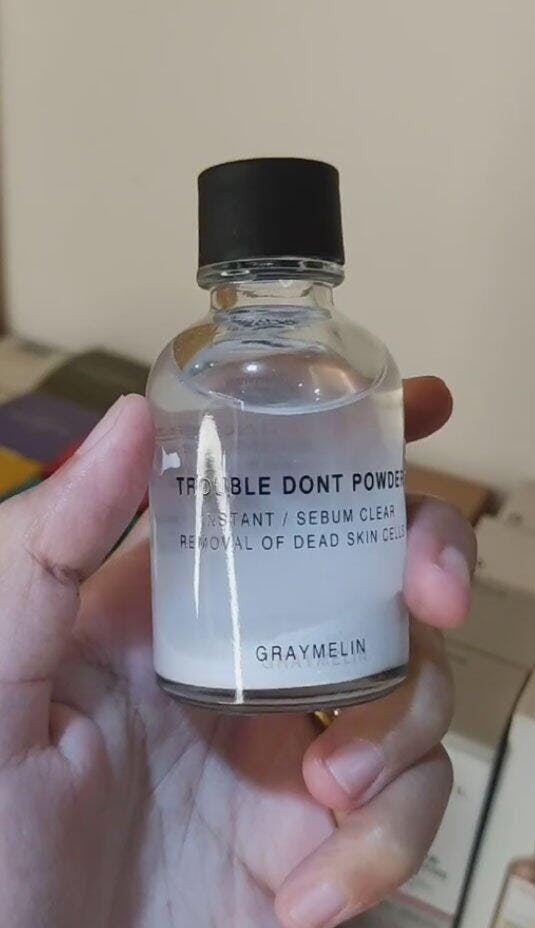 TROUBLE DONT POWDER
INSTANT / SEBUM CLEAR
REMOVAL OF DEAD SKIN CELLS
GRAYMELIN